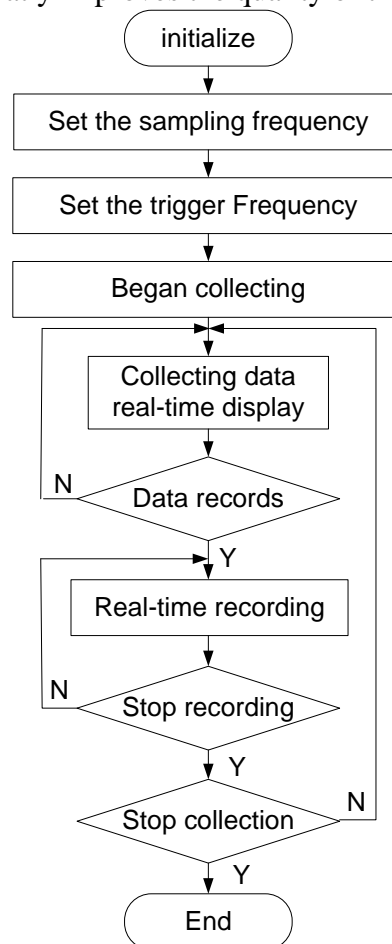 initialize
Set the sampling frequency
Set the trigger Frequency
Began collecting
Collecting data
real-time display
N
Data records
Y
Real-time recording
N
Stop recording
Y
N
Stop collection
Y
End